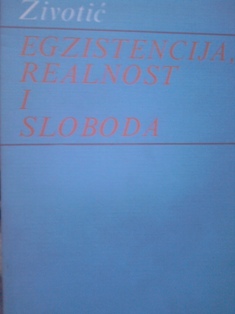 Životić
EGZISTENCIJA,
REALNOST
I
SLOBODA